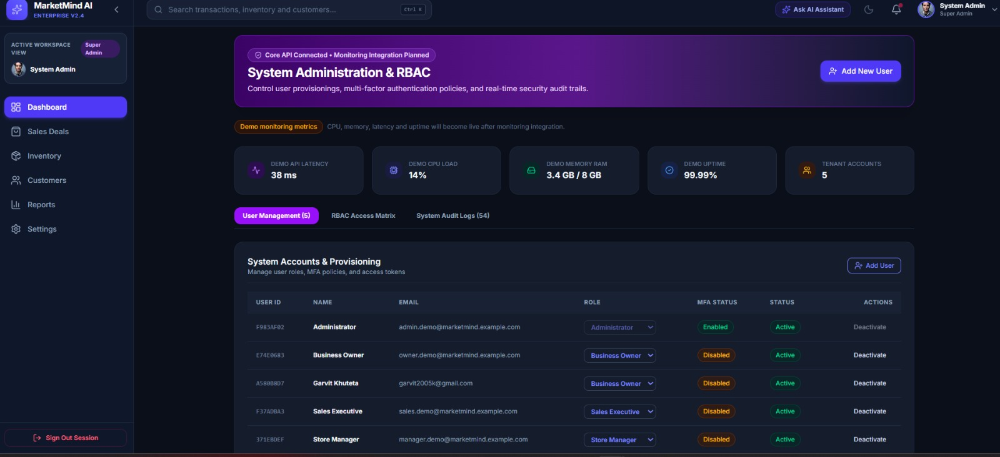 MarketMind AI
ENTERPRISE V2.4
Search transactions, inventory and customers...
Ctrl K
Ask AI Assistant
System Admin
Super Admin
ACTIVE WORKSPACE
VIEW
Super
Admin
System Admin
Dashboard
Sales Deals
Inventory
Customers
Reports
Settings
Sign Out Session
Core API Connected • Monitoring Integration Planned
System Administration & RBAC
Control user provisionings, multi-factor authentication policies, and real-time security audit trails.
Add New User
Demo monitoring metrics CPU, memory, latency and uptime will become live after monitoring integration.
DEMO API LATENCY
38 ms
DEMO CPU LOAD
14%
DEMO MEMORY RAM
3.4 GB / 8 GB
DEMO UPTIME
99.99%
TENANT ACCOUNTS
5
User Management (5) RBAC Access Matrix System Audit Logs (54)
System Accounts & Provisioning
Manage user roles, MFA policies, and access tokens
Add User
USER ID NAME EMAIL ROLE MFA STATUS STATUS ACTIONS
F983AF02 Administrator admin.demo@marketmind.example.com Administrator Enabled Active Deactivate
E74E0683 Business Owner owner.demo@marketmind.example.com Business Owner Disabled Active Deactivate
A580B8D7 Garvit Khuteta garvit2005k@gmail.com Business Owner Disabled Active Deactivate
F37ADBA3 Sales Executive sales.demo@marketmind.example.com Sales Executive Disabled Active Deactivate
371EBDEF Store Manager manager.demo@marketmind.example.com Store Manager Disabled Active Deactivate